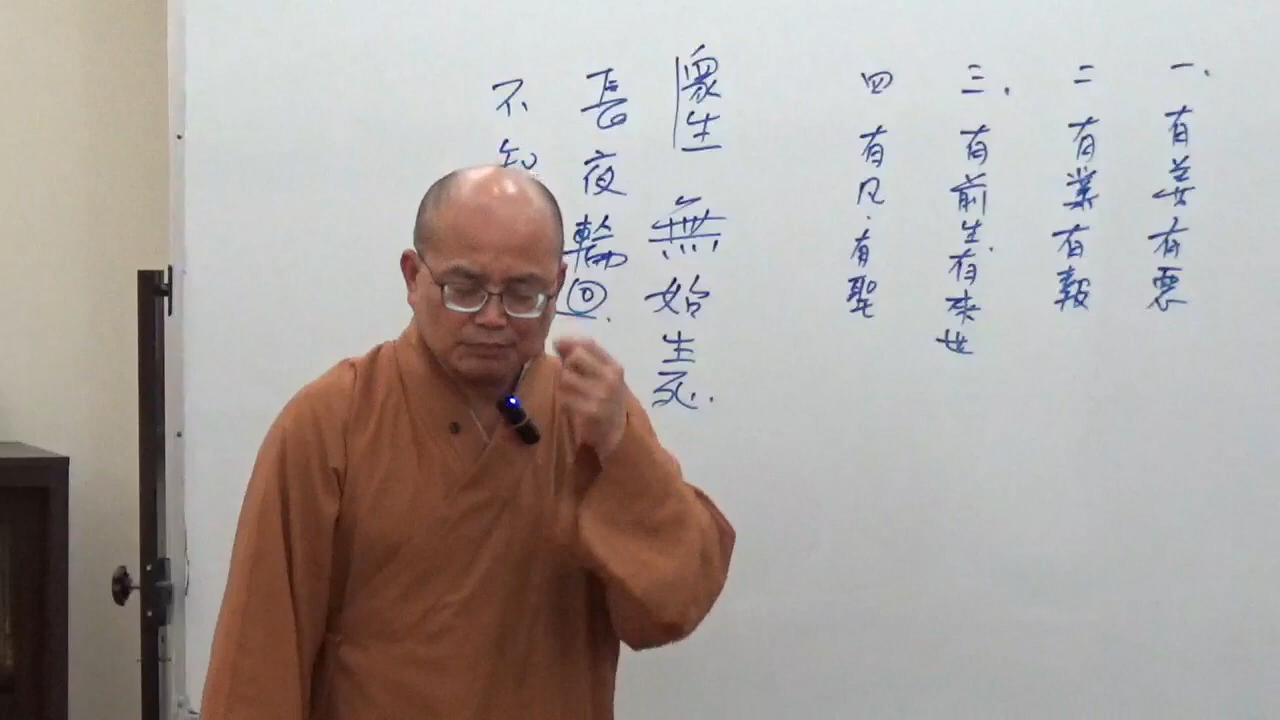 一. 有善有惡
二 有業有報
三. 有前生有來世
四 有凡.有聖
眾生 無始生死.
長夜輪回.
不知